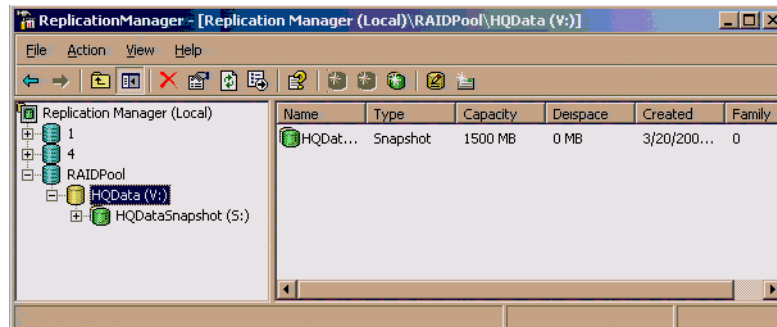 ReplicationManager - [Replication Manager (Local)\RAIDPool\HQData (V:)]
File Action View Help
Replication Manager (Local)
1
4
RAIDPool
HQData (V:)
HQDataSnapshot (S:)
Name Type Capacity Deispace Created Family
HQDat... Snapshot 1500 MB 0 MB 3/20/200... 0